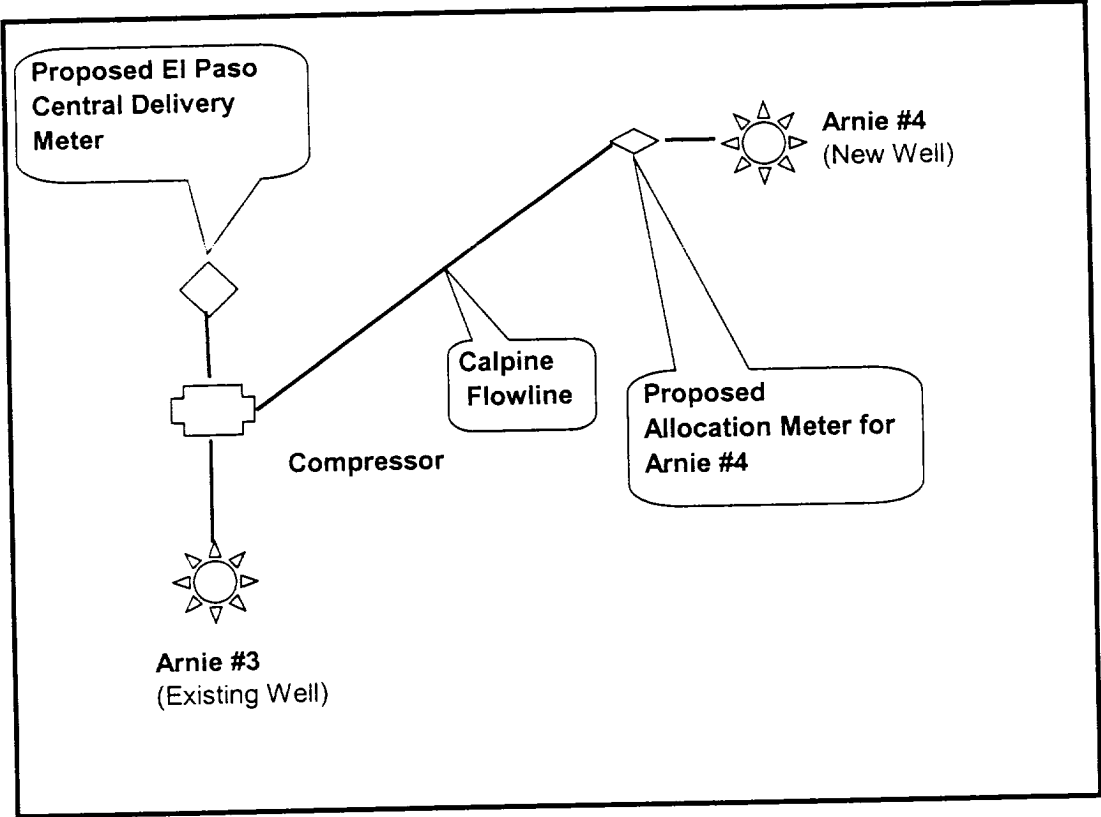 Proposed El Paso
Central Delivery
Meter
Arnie #4
(New Well)
Calpine
Flowline
Proposed
Allocation Meter for
Arnie #4
Compressor
Arnie #3
(Existing Well)